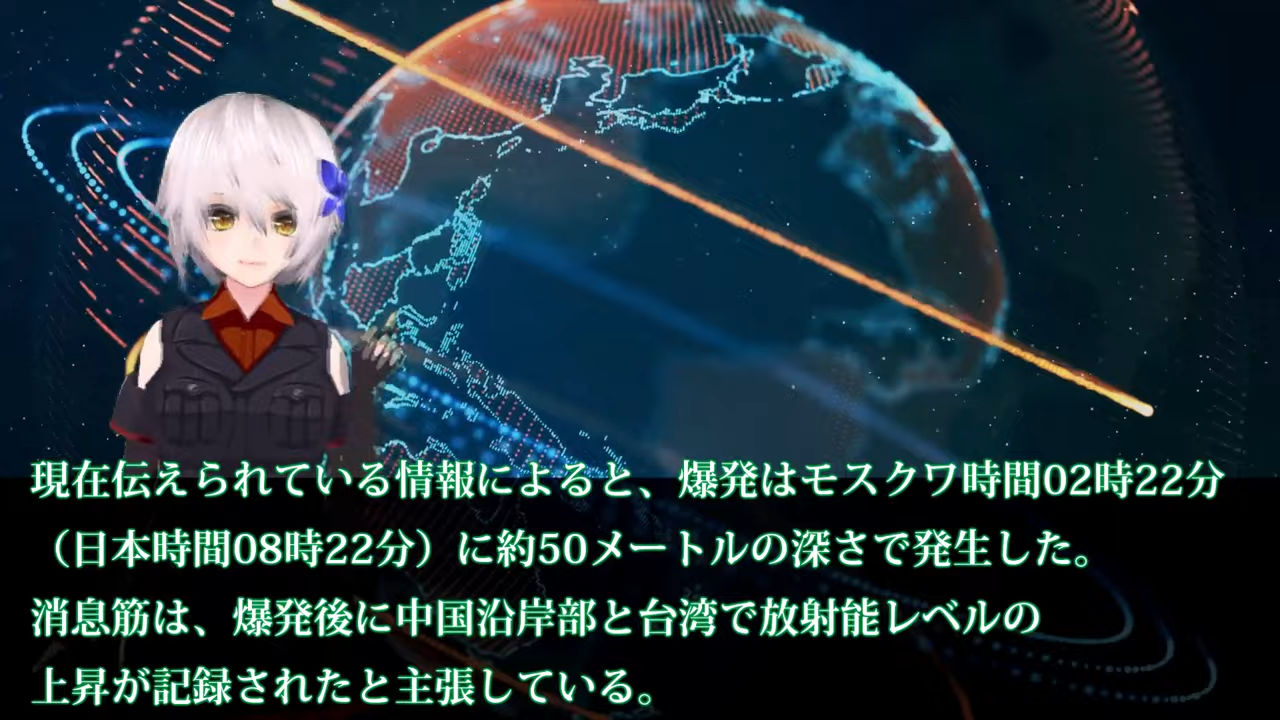 現在伝えられている情報によると、爆発はモスクワ時間02時22分
（日本時間08時22分）に約50メートルの深さで発生した。
消息筋は、爆発後に中国沿岸部と台湾で放射能レベルの
上昇が記録されたと主張している。